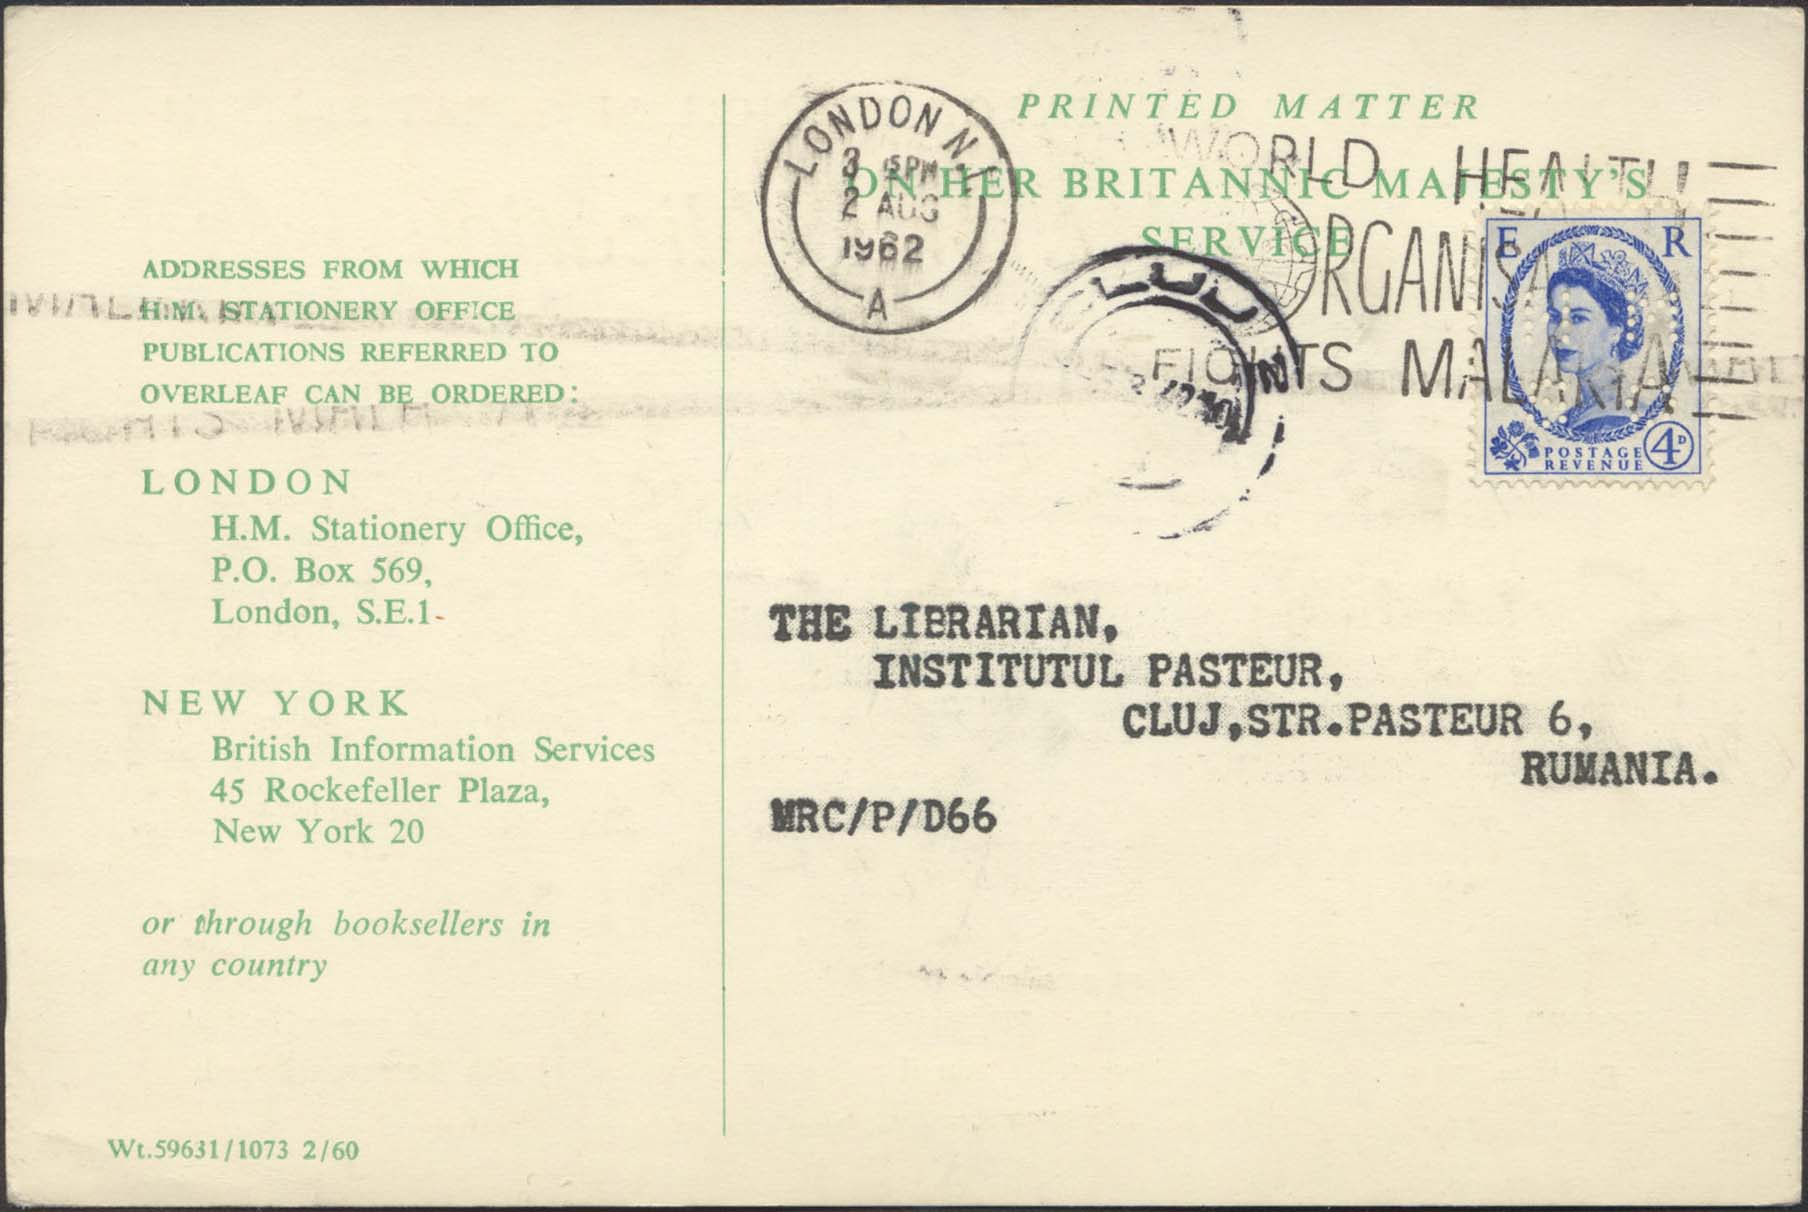 ADDRESSES FROM WHICH
H.M. STATIONERY OFFICE
PUBLICATIONS REFERRED TO
OVERLEAF CAN BE ORDERED:
LONDON
H.M. Stationery Office,
P.O. Box 569,
London, S.E.1-
NEW YORK
British Information Services
45 Rockefeller Plaza,
New York 20
or through booksellers in
any country
Wt.59631/1073 2/60
PRINTED MATTER
ON HER BRITANNIC MAJESTY'S
SERVICE
LONDON N.1
3 15PM
2 AUG
1962
A
WORLD HEALTH
ORGANISATION
FIGHTS MALARIA
E R
POSTAGE
REVENUE
4D
THE LIBRARIAN,
INSTITUTUL PASTEUR,
CLUJ,STR.PASTEUR 6,
RUMANIA.
MRC/P/D66